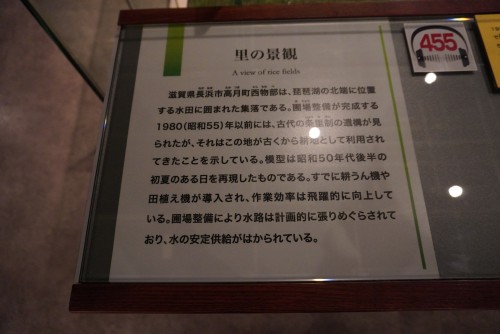 里の景観
A view of rice fields
滋賀県長浜市高月町西物部は、琵琶湖の北端に位置
する水田に囲まれた集落である。圃場整備が完成する
1980(昭和55)年以前には、古代の条里制の遺構が見
られたが、それはこの地が古くから耕地として利用され
てきたことを示している。模型は昭和50年代後半の
初夏のある日を再現したものである。すでに耕うん機や
田植え機が導入され、作業効率は飛躍的に向上して
いる。圃場整備により水路は計画的に張りめぐらされて
おり、水の安定供給がはかられている。
455